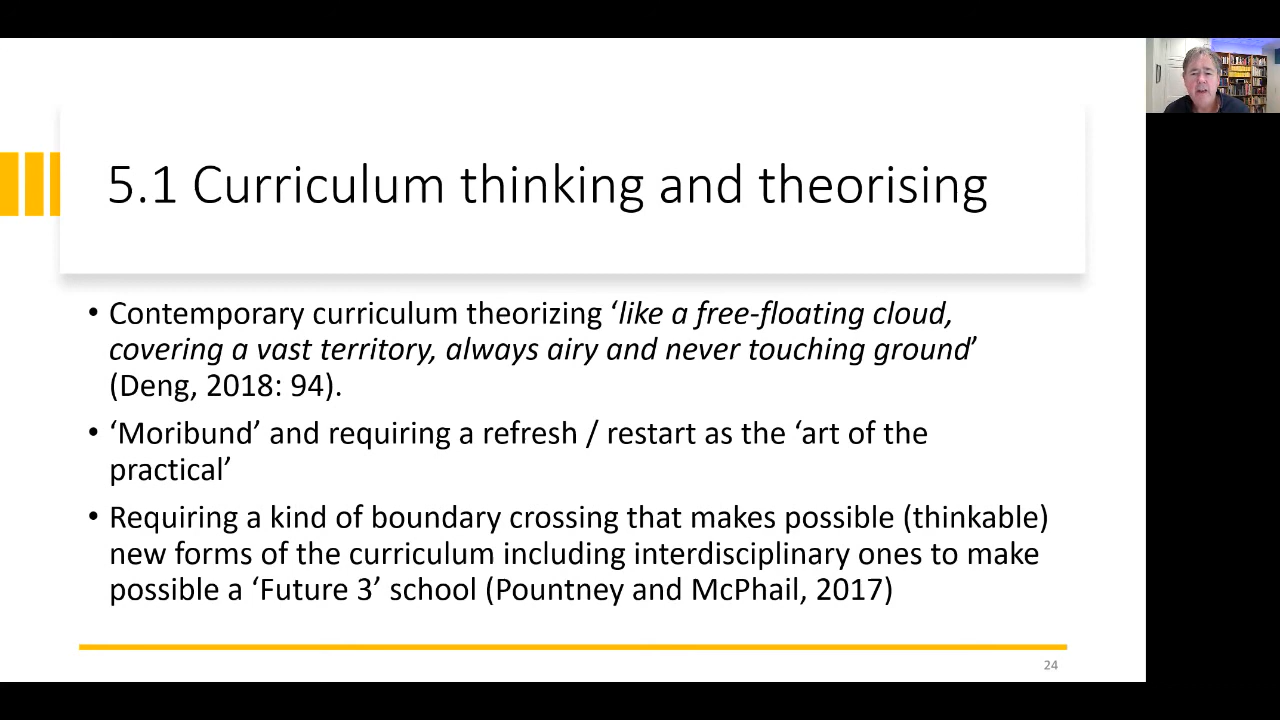 5.1 Curriculum thinking and theorising
• Contemporary curriculum theorizing ‘like a free-floating cloud,
covering a vast territory, always airy and never touching ground’
(Deng, 2018: 94).
• ‘Moribund’ and requiring a refresh / restart as the ‘art of the
practical’
• Requiring a kind of boundary crossing that makes possible (thinkable)
new forms of the curriculum including interdisciplinary ones to make
possible a ‘Future 3’ school (Pountney and McPhail, 2017)
24